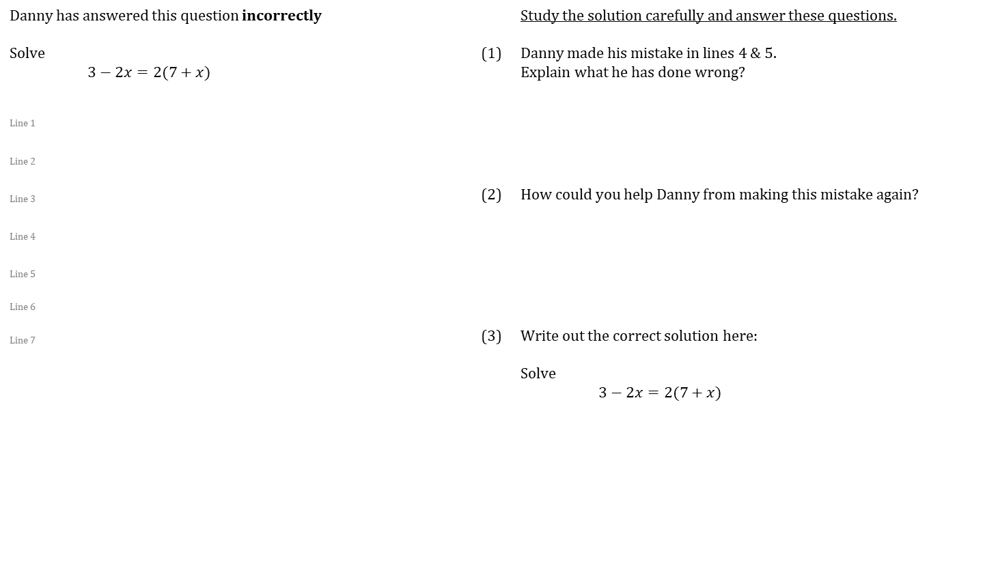 Danny has answered this question incorrectly
Solve
3 − 2x = 2(7 + x)
Line 1
Line 2
Line 3
Line 4
Line 5
Line 6
Line 7
Study the solution carefully and answer these questions.
(1) Danny made his mistake in lines 4 & 5.
Explain what he has done wrong?
(2) How could you help Danny from making this mistake again?
(3) Write out the correct solution here:
Solve
3 − 2x = 2(7 + x)